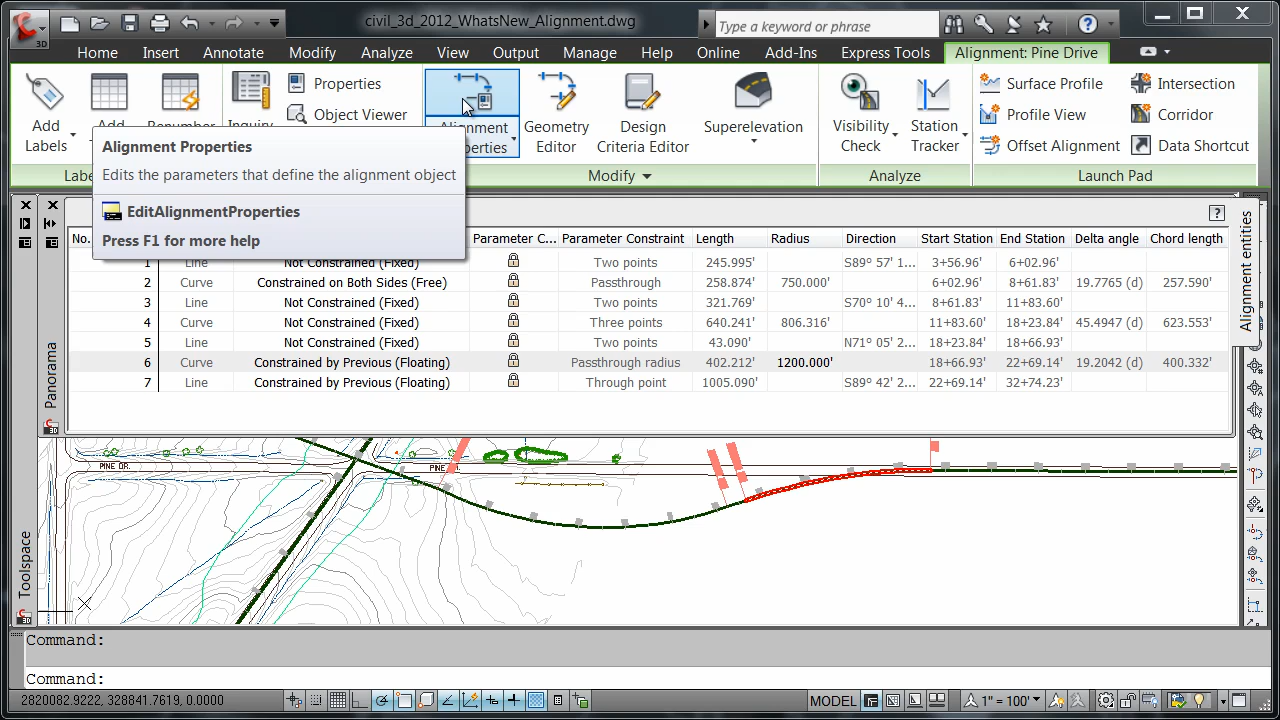 civil_3d_2012_WhatsNew_Alignment.dwg
Type a keyword or phrase
3D
Home Insert Annotate Modify Analyze View Output Manage Help Online Add-Ins Express Tools Alignment: Pine Drive
Add Labels
Add
Renumber
Inquiry
Properties
Object Viewer
Alignment Properties
Geometry Editor
Design Criteria Editor
Superelevation
Visibility Check
Station Tracker
Surface Profile
Profile View
Offset Alignment
Intersection
Corridor
Data Shortcut
Modify Analyze Launch Pad
Alignment Properties
Edits the parameters that define the alignment object
EditAlignmentProperties
Press F1 for more help
No. Parameter C... Parameter Constraint Length Radius Direction Start Station End Station Delta angle Chord length
1 Line Not Constrained (Fixed) Two points 245.995' S89° 57' 1... 3+56.96' 6+02.96'
2 Curve Constrained on Both Sides (Free) Passthrough 258.874' 750.000' 6+02.96' 8+61.83' 19.7765 (d) 257.590'
3 Line Not Constrained (Fixed) Two points 321.769' S70° 10' 4... 8+61.83' 11+83.60'
4 Curve Not Constrained (Fixed) Three points 640.241' 806.316' 11+83.60' 18+23.84' 45.4947 (d) 623.553'
5 Line Not Constrained (Fixed) Two points 43.090' N71° 05' 2... 18+23.84' 18+66.93'
6 Curve Constrained by Previous (Floating) Passthrough radius 402.212' 1200.000' 18+66.93' 22+69.14' 19.2042 (d) 400.332'
7 Line Constrained by Previous (Floating) Through point 1005.090' S89° 42' 2... 22+69.14' 32+74.23'
Alignment entities
Panorama
Toolspace
PINE DR.
PINE
Command:
Command:
2820082.9222, 328841.7619, 0.0000
MODEL
1" = 100'